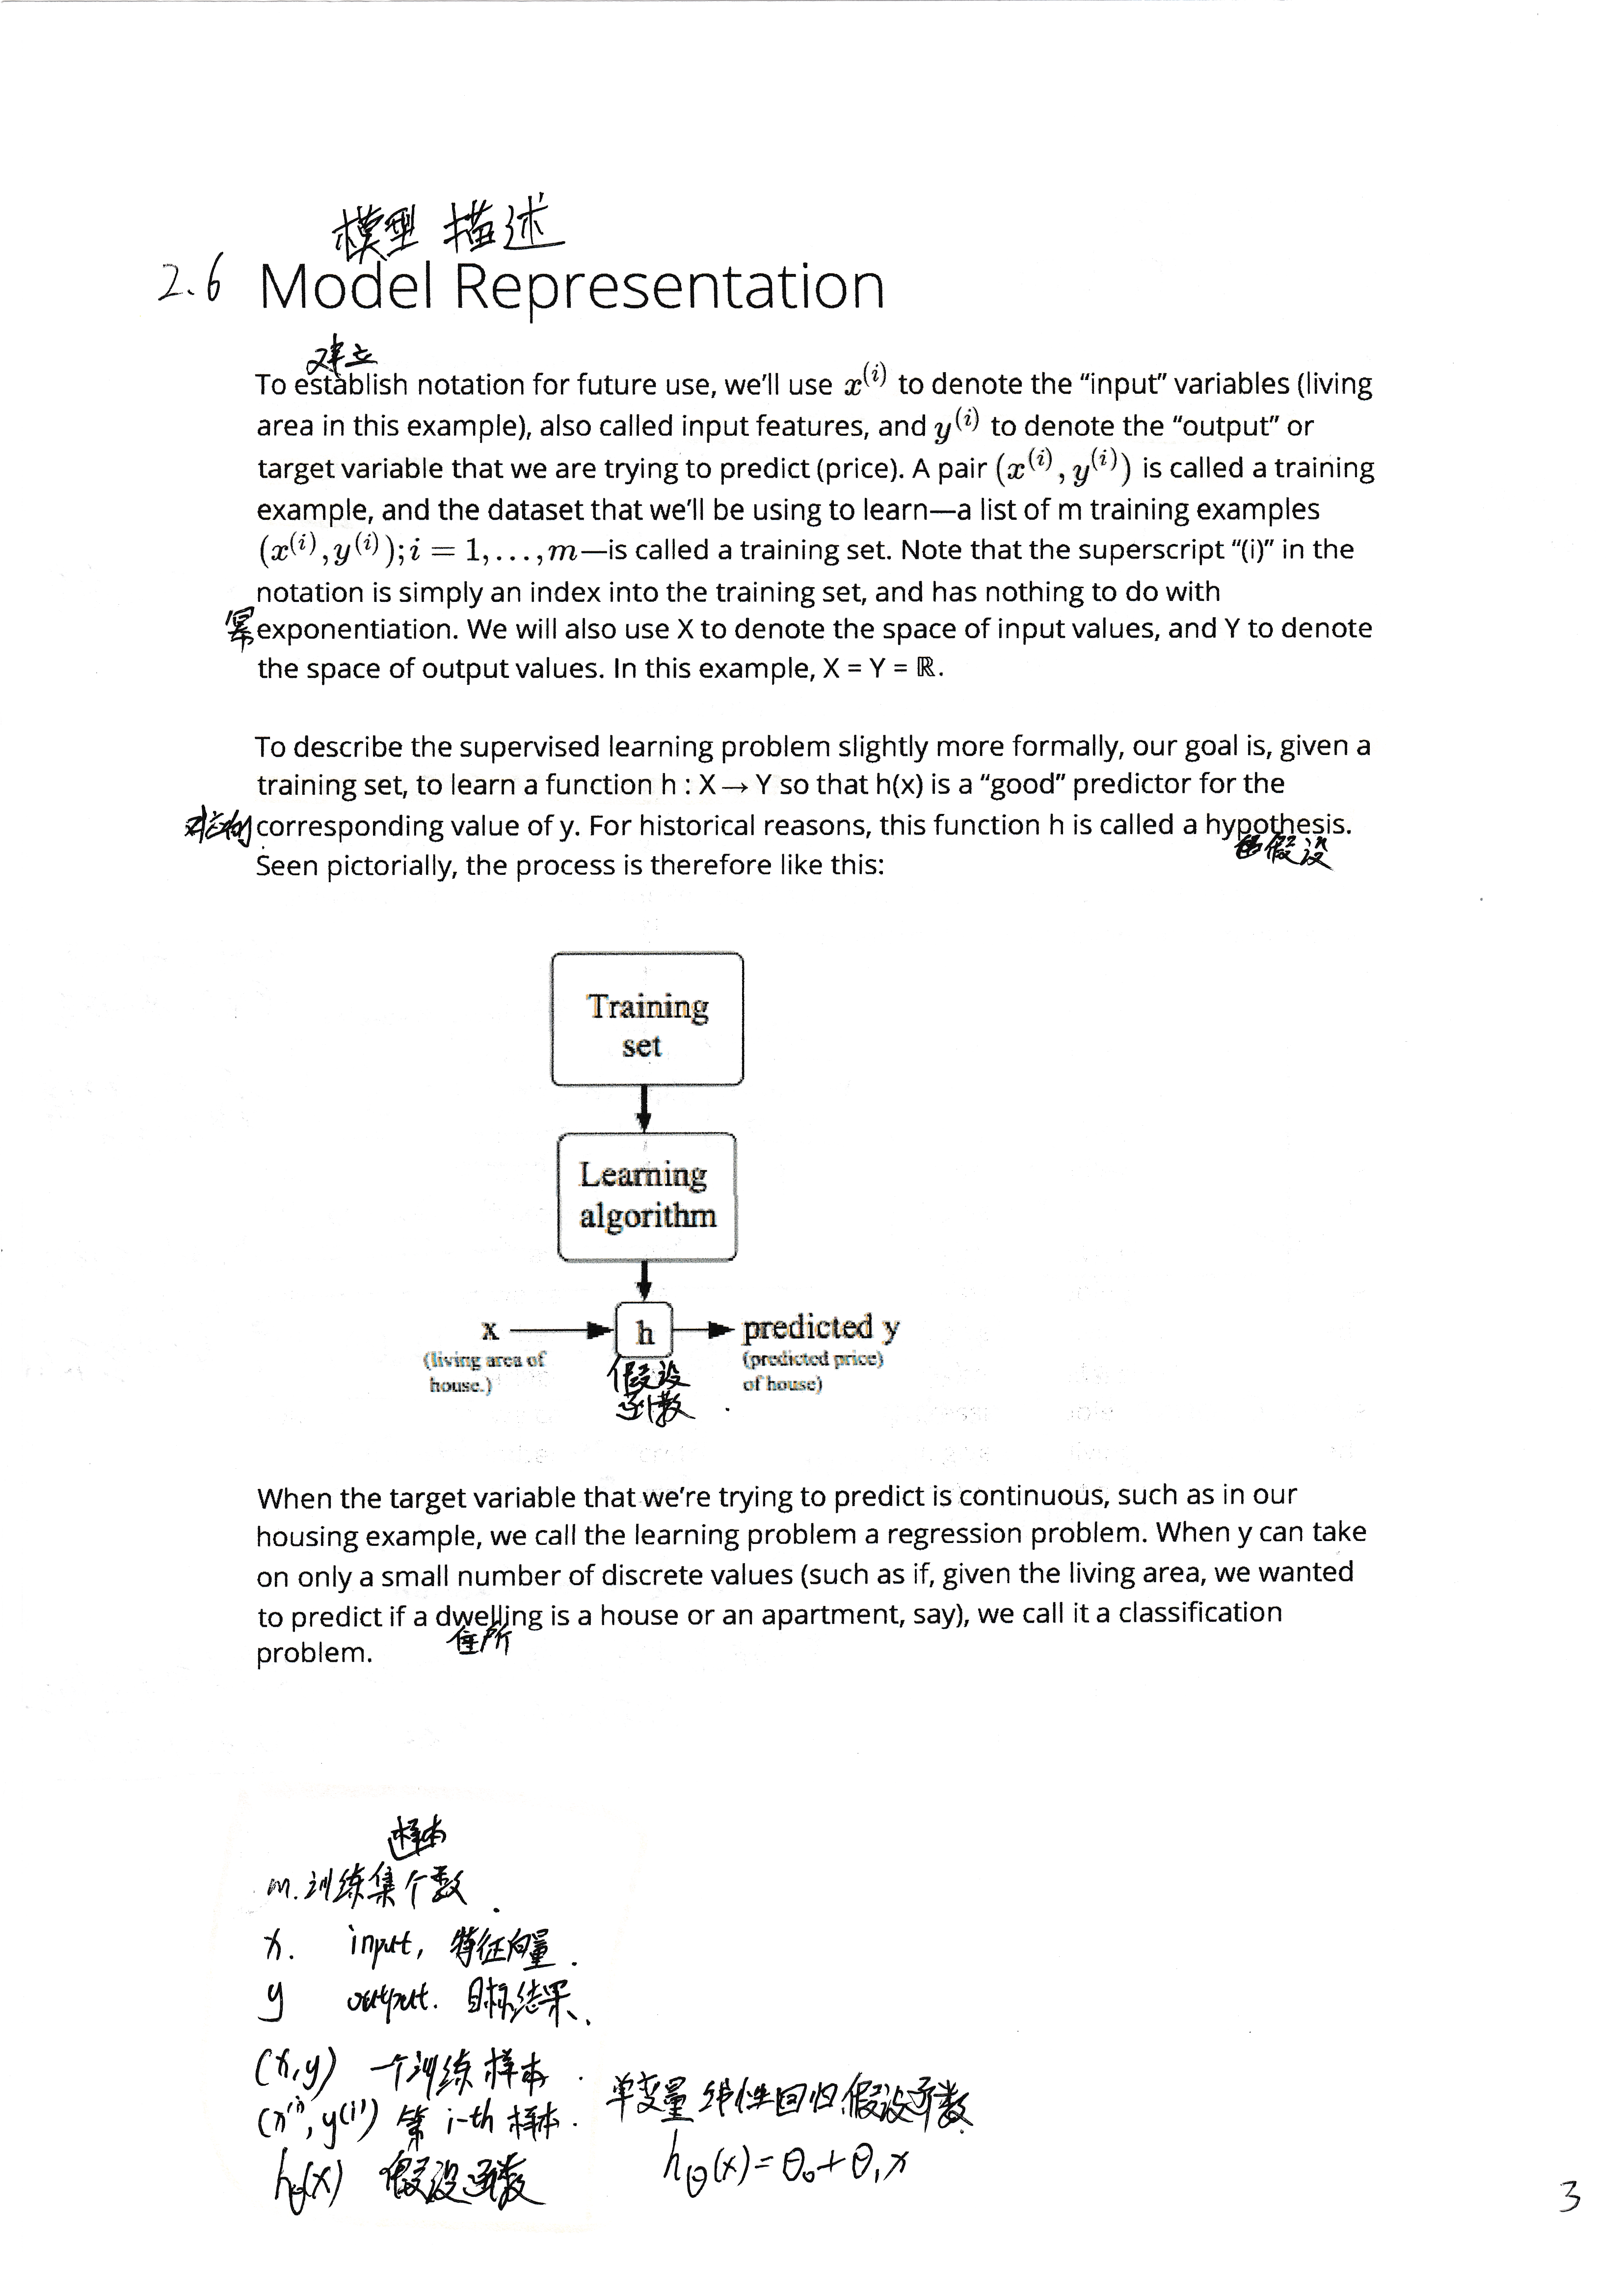 模型 描述
2.6 Model Representation
建立
To establish notation for future use, we'll use x⁽ⁱ⁾ to denote the “input” variables (living
area in this example), also called input features, and y⁽ⁱ⁾ to denote the “output” or
target variable that we are trying to predict (price). A pair (x⁽ⁱ⁾, y⁽ⁱ⁾) is called a training
example, and the dataset that we'll be using to learn—a list of m training examples
(x⁽ⁱ⁾, y⁽ⁱ⁾); i = 1, . . . , m—is called a training set. Note that the superscript “(i)” in the
notation is simply an index into the training set, and has nothing to do with
幂 exponentiation. We will also use X to denote the space of input values, and Y to denote
the space of output values. In this example, X = Y = ℝ.
To describe the supervised learning problem slightly more formally, our goal is, given a
training set, to learn a function h : X → Y so that h(x) is a “good” predictor for the
对应的 corresponding value of y. For historical reasons, this function h is called a hypothesis.
假设
Seen pictorially, the process is therefore like this:
Training
set
Learning
algorithm
x h predicted y
(living area of (predicted price)
house.) of house)
假设
函数
When the target variable that we're trying to predict is continuous, such as in our
housing example, we call the learning problem a regression problem. When y can take
on only a small number of discrete values (such as if, given the living area, we wanted
to predict if a dwelling is a house or an apartment, say), we call it a classification
住所
problem.
样本
m. 训练集个数.
x. input, 特征向量.
y output. 目标结果.
(x,y) 一个训练样本.
(x⁽ⁱ⁾, y⁽ⁱ⁾) 第 i-th 样本.
hθ(x) 假设函数
单变量线性回归假设函数
hθ(x)=θ₀+θ₁x
3